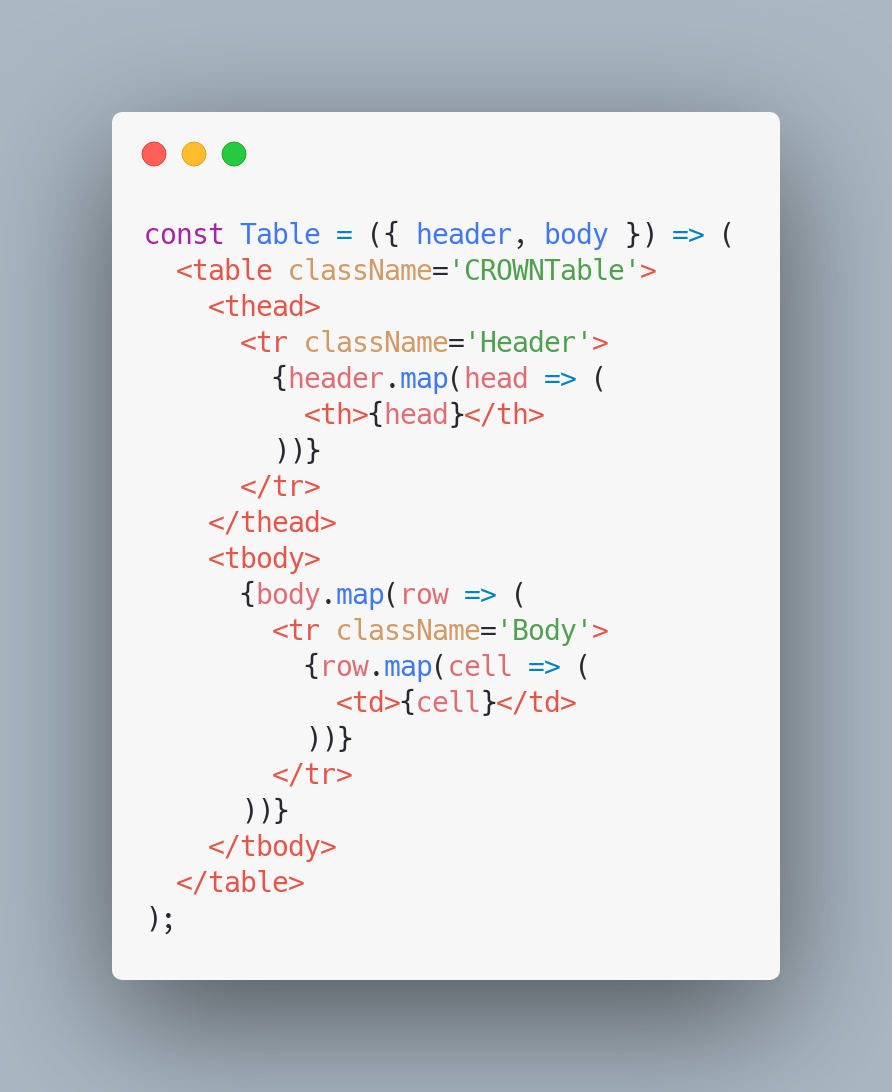 const Table = ({ header, body }) => (
  <table className='CROWNTable'>
    <thead>
      <tr className='Header'>
        {header.map(head => (
          <th>{head}</th>
        ))}
      </tr>
    </thead>
    <tbody>
      {body.map(row => (
        <tr className='Body'>
          {row.map(cell => (
            <td>{cell}</td>
          ))}
        </tr>
      ))}
    </tbody>
  </table>
);